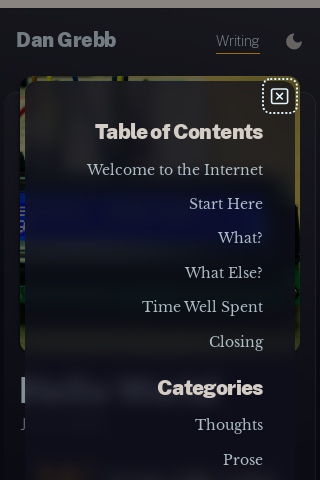 Dan Grebb
Writing
Table of Contents
Welcome to the Internet
Start Here
What?
What Else?
Time Well Spent
Closing
Categories
Thoughts
Prose